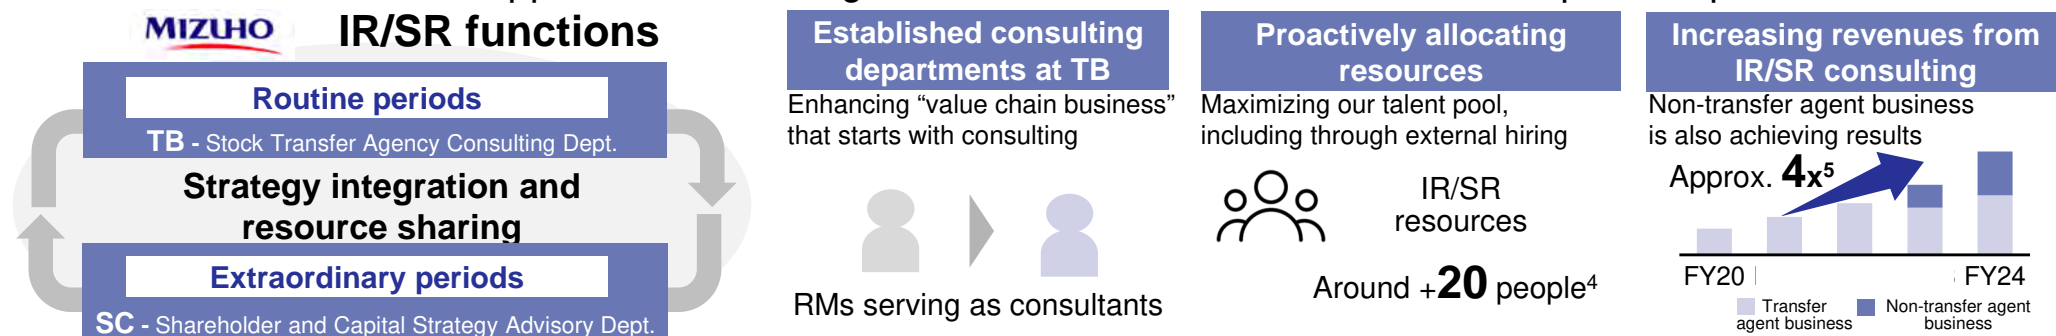 MIZUHO
IR/SR functions
Routine periods
TB - Stock Transfer Agency Consulting Dept.
Strategy integration and
resource sharing
Extraordinary periods
SC - Shareholder and Capital Strategy Advisory Dept.
Established consulting
departments at TB
Enhancing “value chain business”
that starts with consulting
RMs serving as consultants
Proactively allocating
resources
Maximizing our talent pool,
including through external hiring
IR/SR
resources
Around +20 people4
Increasing revenues from
IR/SR consulting
Non-transfer agent business
is also achieving results
Approx. 4x5
FY20
FY24
Transfer
agent business
Non-transfer agent
business